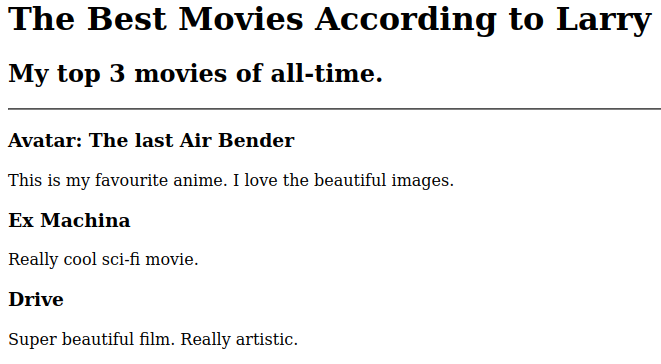 The Best Movies According to Larry
My top 3 movies of all-time.
Avatar: The last Air Bender
This is my favourite anime. I love the beautiful images.
Ex Machina
Really cool sci-fi movie.
Drive
Super beautiful film. Really artistic.